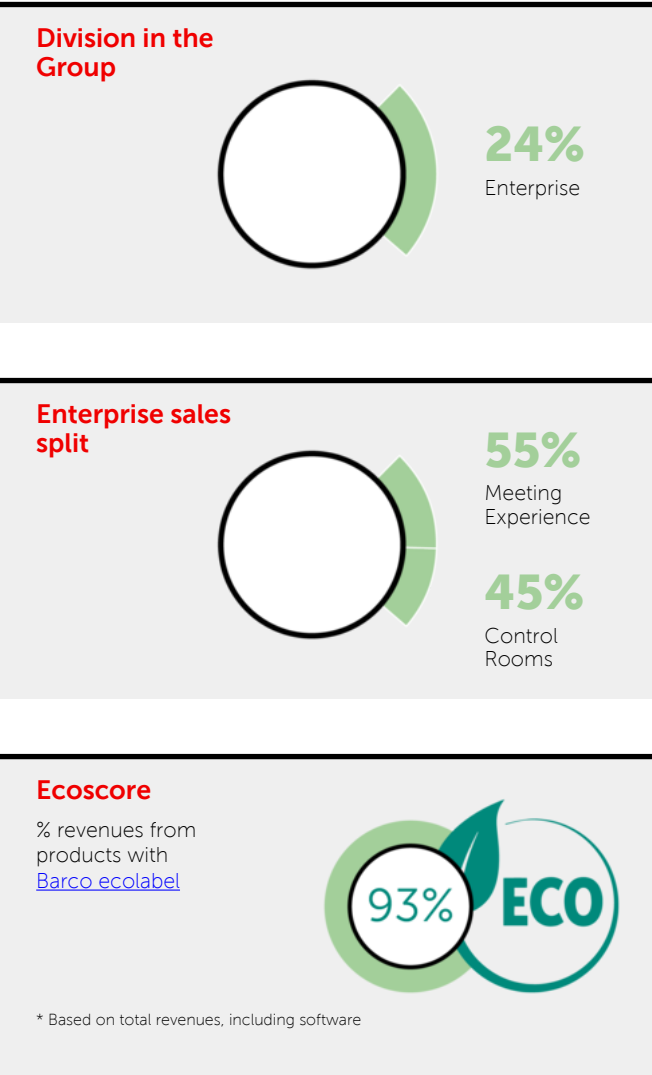 Division in the
Group
24%
Enterprise
Enterprise sales
split
55%
Meeting
Experience
45%
Control
Rooms
Ecoscore
% revenues from
products with
Barco ecolabel
93%
ECO
* Based on total revenues, including software